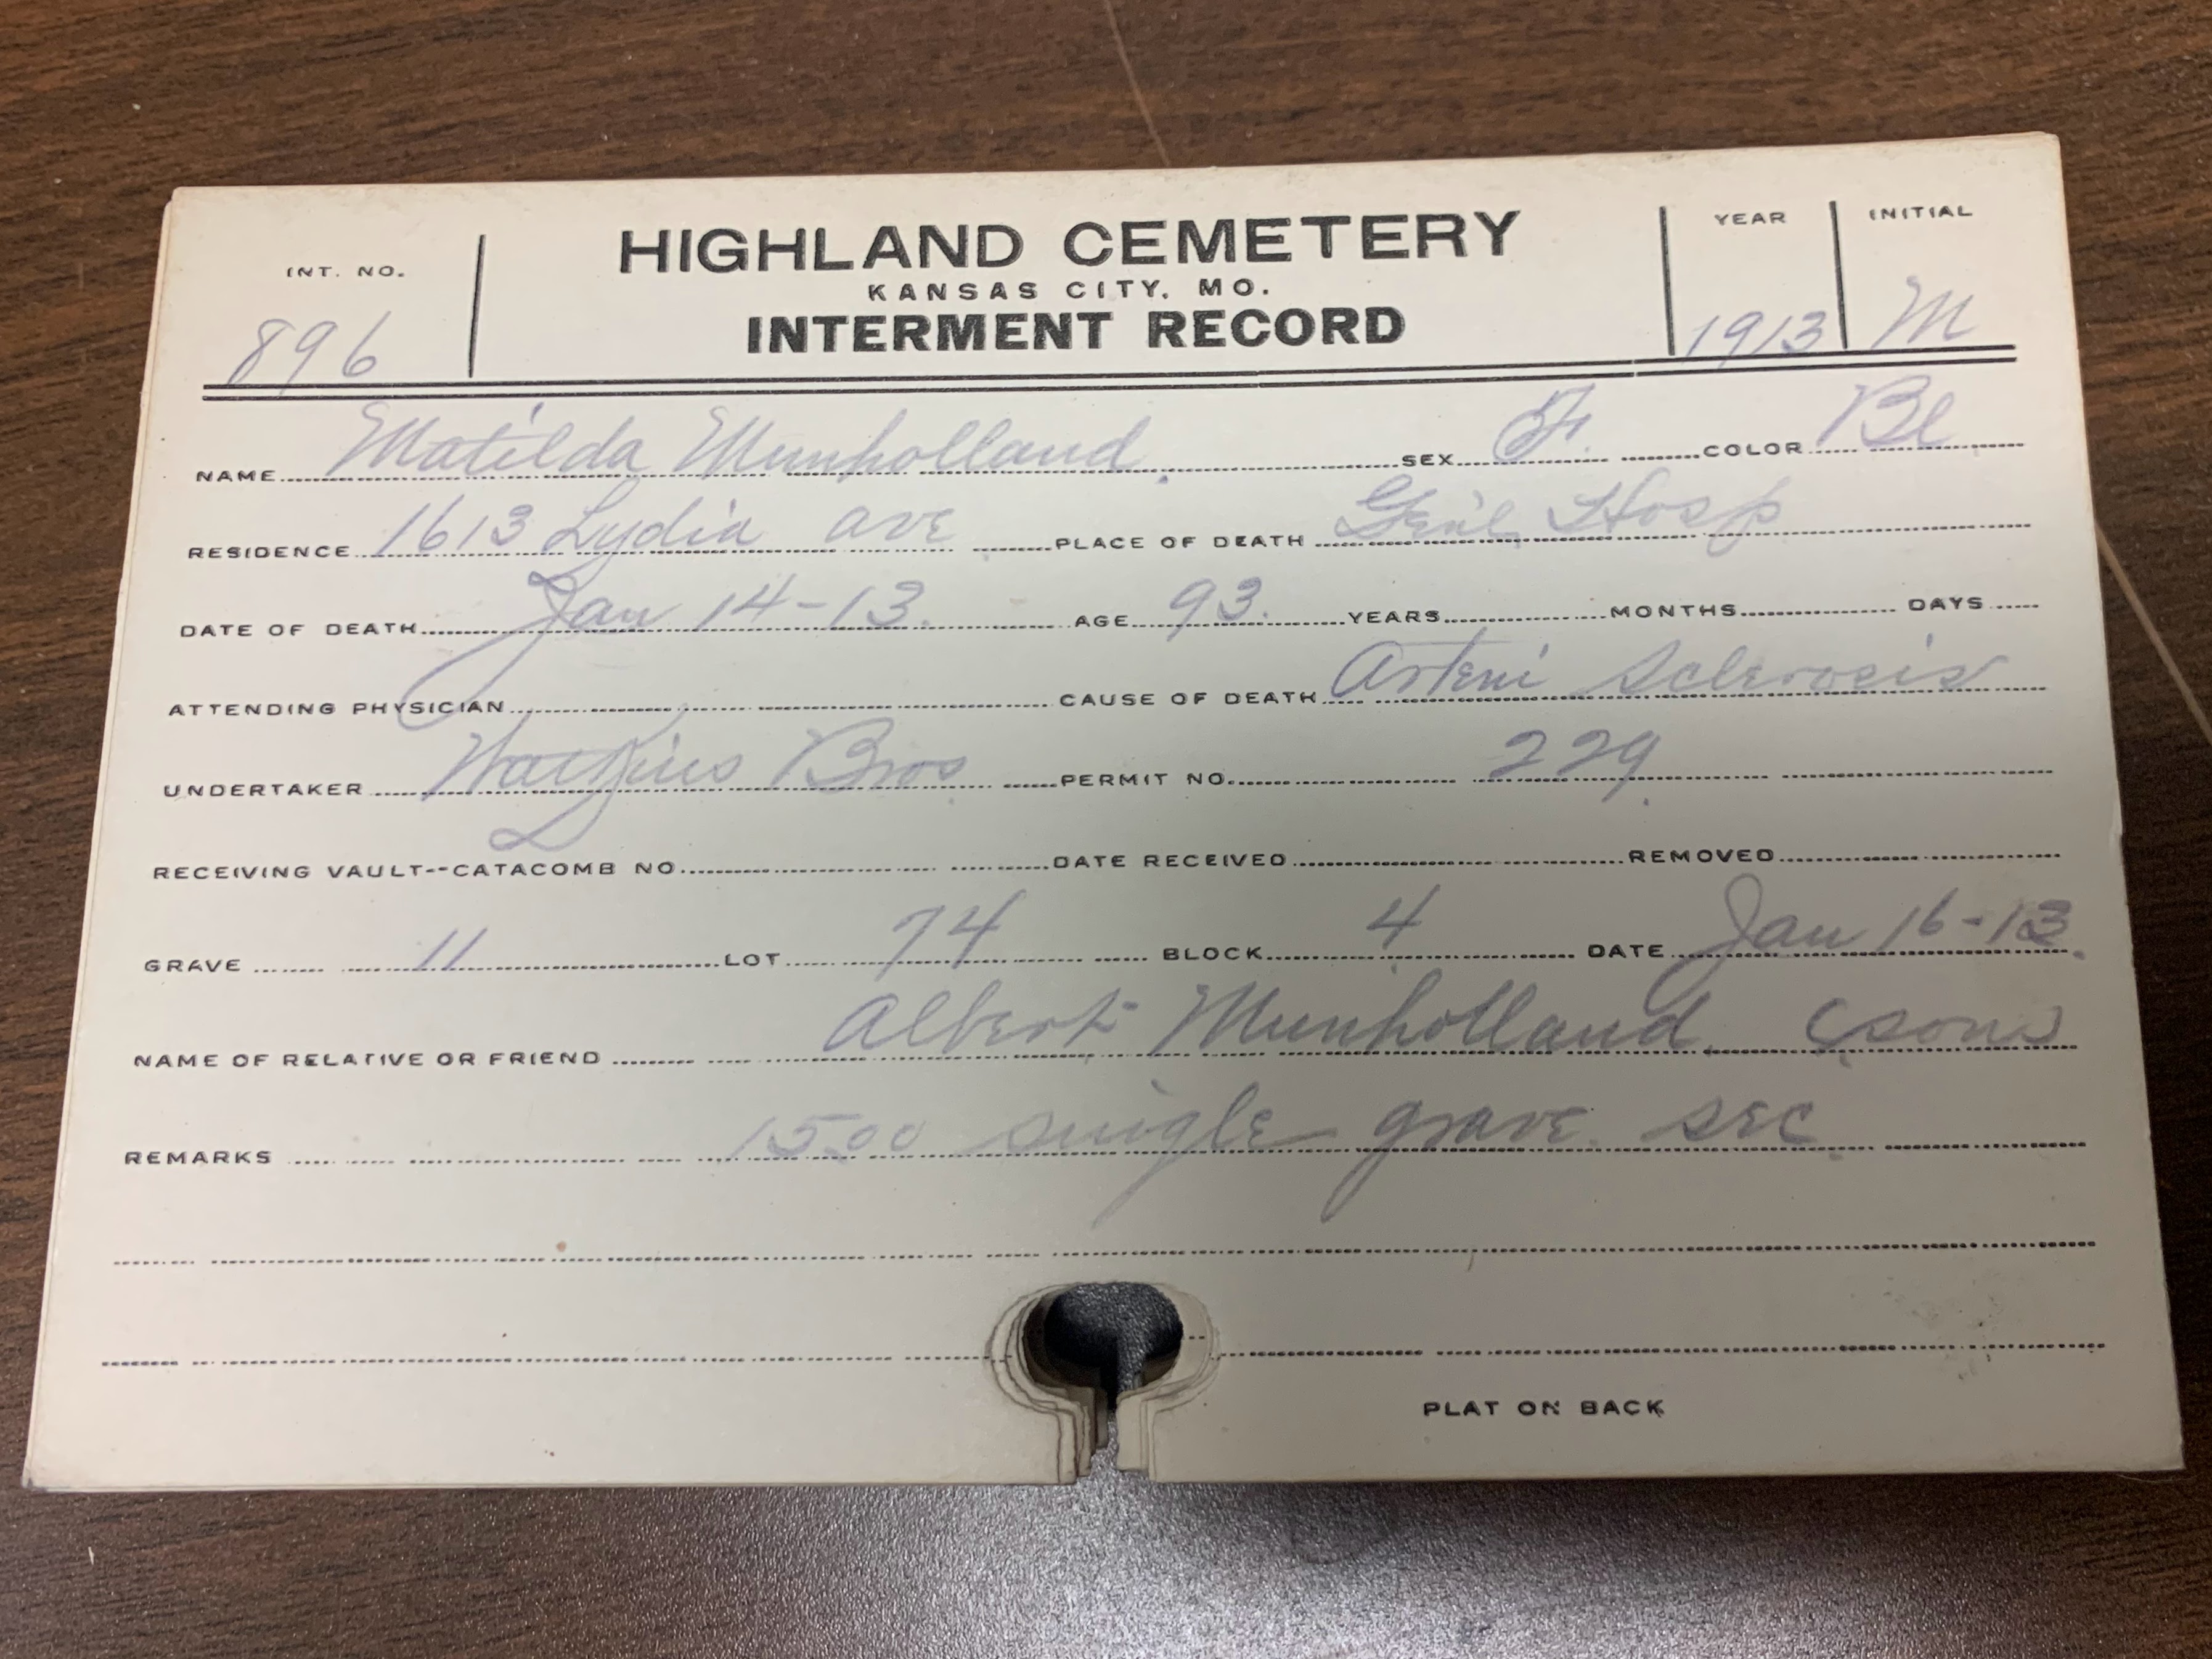 INT. NO. HIGHLAND CEMETERY YEAR INITIAL
KANSAS CITY, MO.
896 INTERMENT RECORD 1913 M
NAME Matilda Munholland. SEX F. COLOR Bl
RESIDENCE 1613 Lydia ave PLACE OF DEATH Gen'l Hosp
DATE OF DEATH Jan 14-13. AGE 93. YEARS MONTHS DAYS
ATTENDING PHYSICIAN CAUSE OF DEATH Arteri Sclerosis
UNDERTAKER Watkins Bros PERMIT NO. 229
RECEIVING VAULT--CATACOMB NO. DATE RECEIVED REMOVED
GRAVE 11 LOT 74 BLOCK 4 DATE Jan 16-13.
NAME OF RELATIVE OR FRIEND Albert Munholland. (son)
REMARKS 1500 single grave. sec
PLAT ON BACK